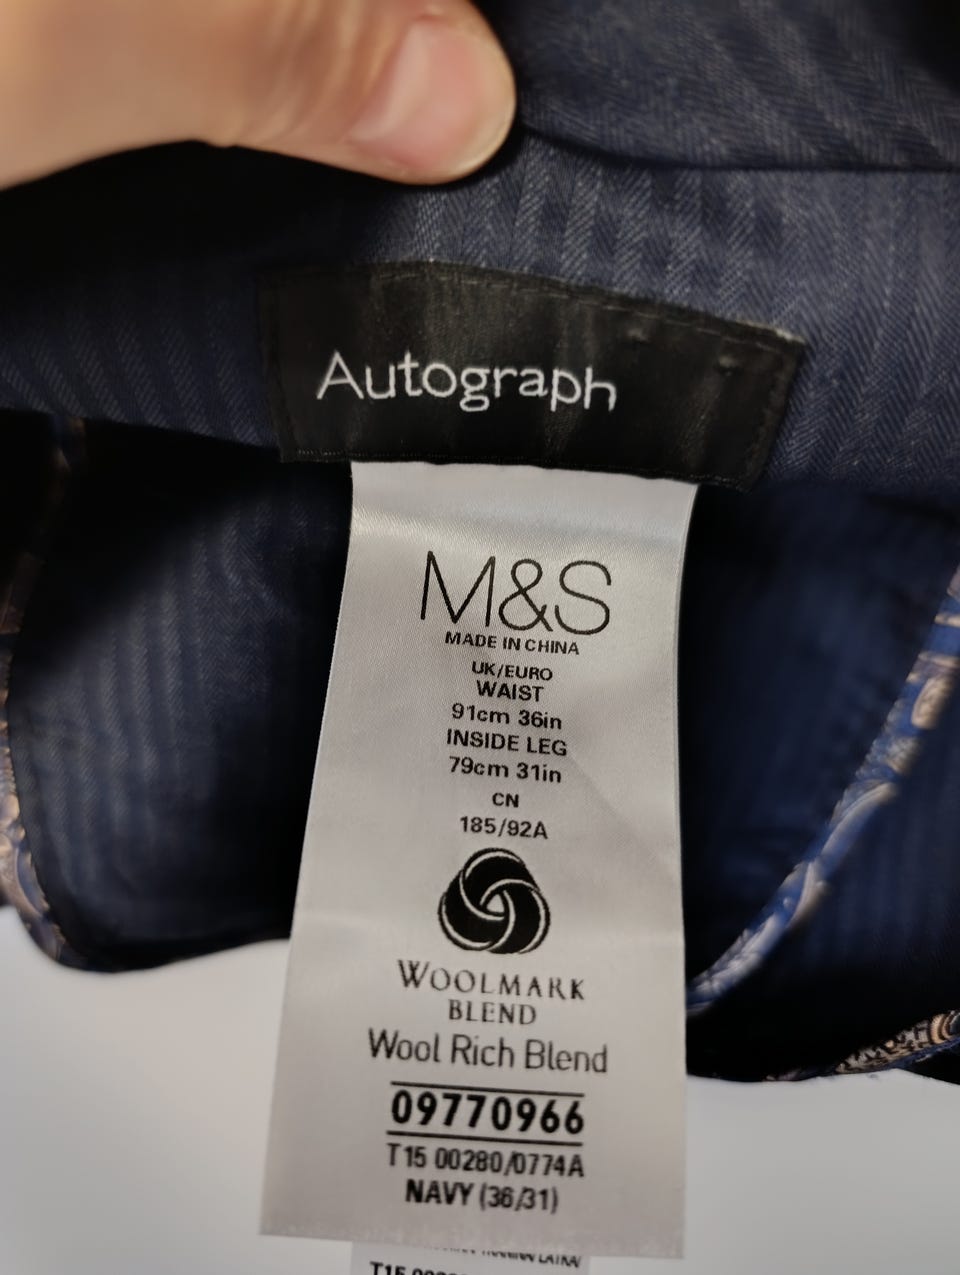 Autograph
M&S
MADE IN CHINA
UK/EURO
WAIST
91cm 36in
INSIDE LEG
79cm 31in
CN
185/92A
WOOLMARK
BLEND
Wool Rich Blend
09770966
T15 00280/0774A
NAVY (36/31)